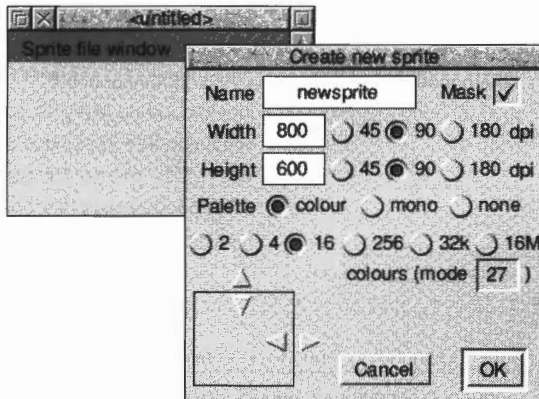 <untitled>
Sprite file window
Create new sprite
Name newsprite Mask
Width 800 45 90 180 dpi
Height 600 45 90 180 dpi
Palette colour mono none
2 4 16 256 32k 16M
colours (mode 27 )
Cancel OK